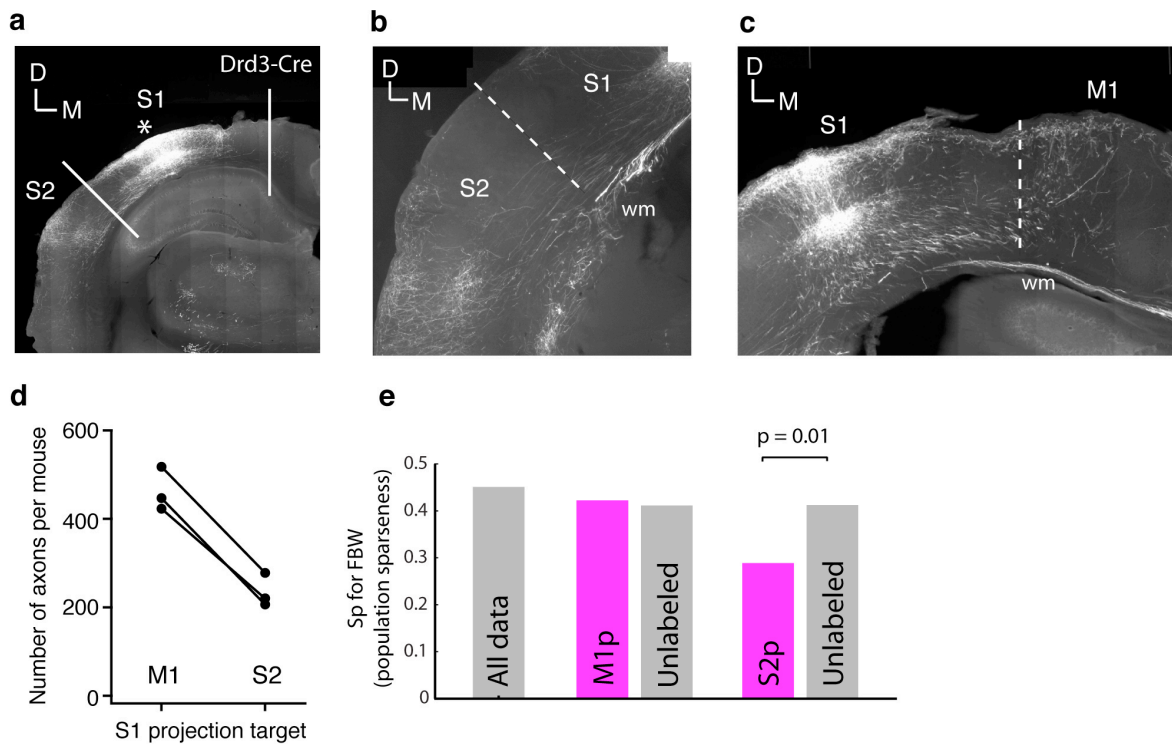 a
D
M
S1
*
Drd3-Cre
S2
b
D
M
S1
S2
wm
c
D
M
S1
M1
wm
d
Number of axons per mouse
600
400
200
0
M1
S2
S1 projection target
e
Sp for FBW
(population sparseness)
0.5
0.4
0.3
0.2
0.1
0
All data
M1p
Unlabeled
S2p
Unlabeled
p = 0.01